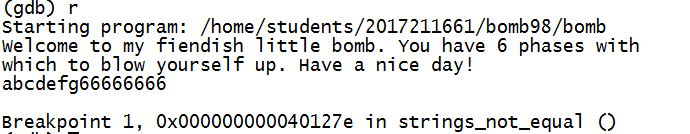 (gdb) r
Starting program: /home/students/2017211661/bomb98/bomb
Welcome to my fiendish little bomb. You have 6 phases with
which to blow yourself up. Have a nice day!
abcdefg66666666
Breakpoint 1, 0x000000000040127e in strings_not_equal ()